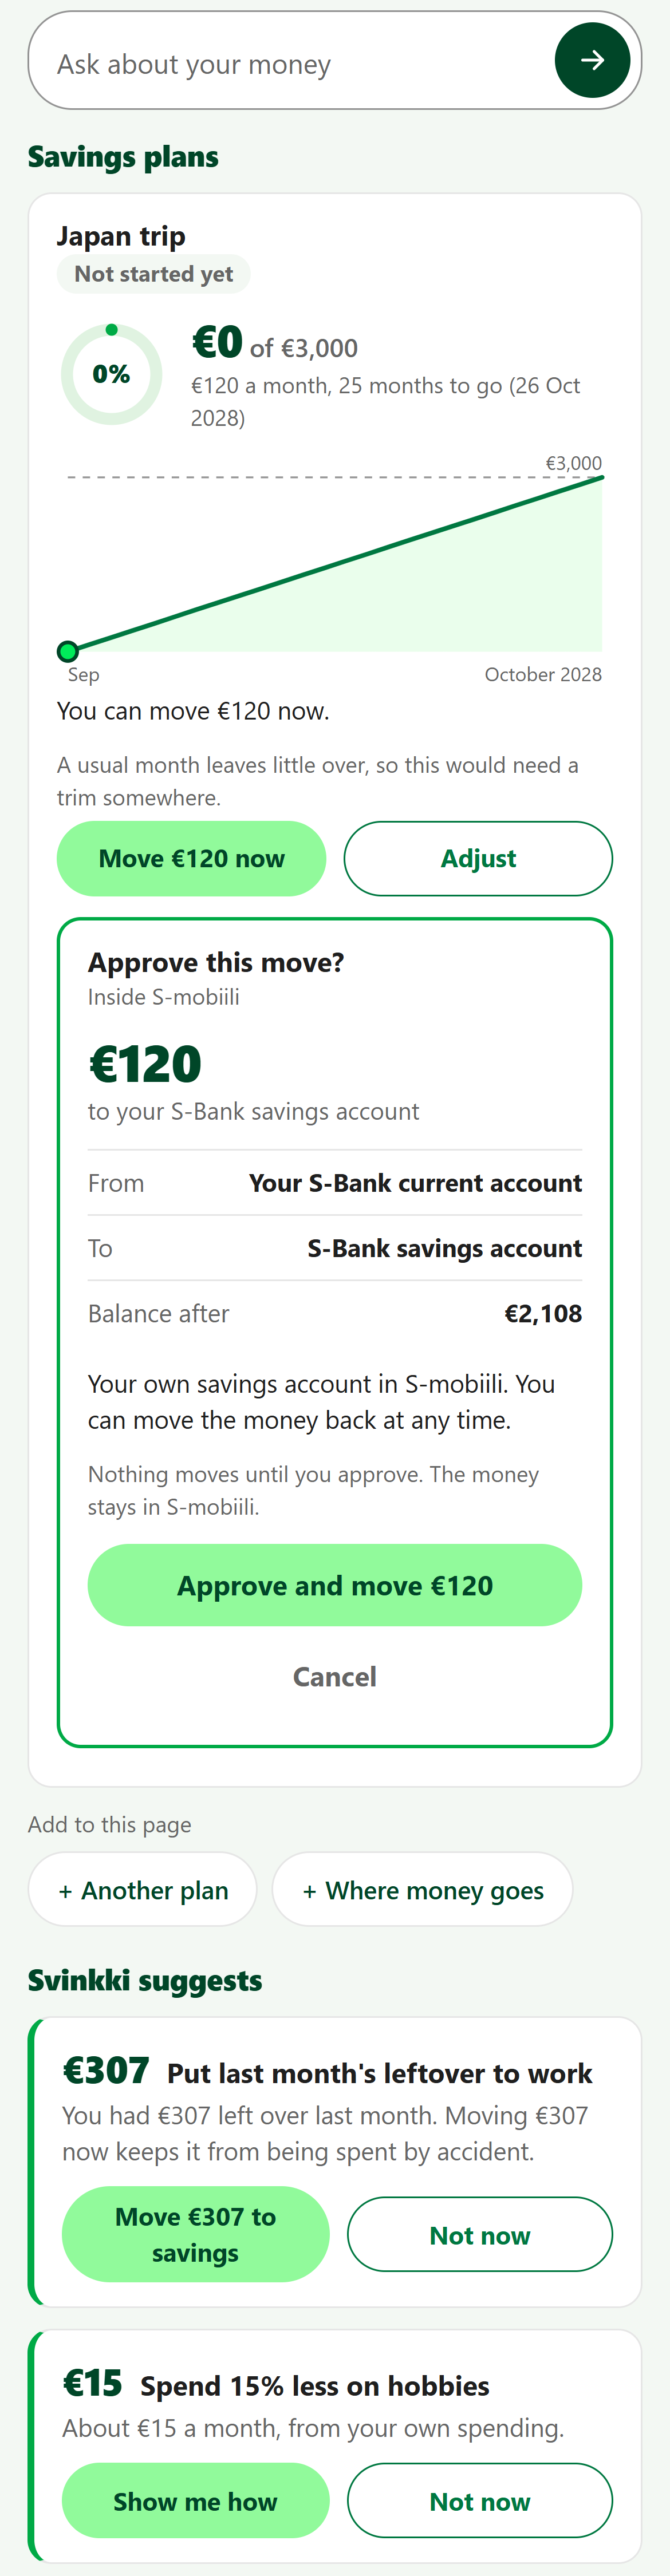 Ask about your money
Savings plans
Japan trip
Not started yet
0%
€0 of €3,000
€120 a month, 25 months to go (26 Oct
2028)
€3,000
Sep
October 2028
You can move €120 now.
A usual month leaves little over, so this would need a
trim somewhere.
Move €120 now
Adjust
Approve this move?
Inside S-mobiili
€120
to your S-Bank savings account
From
Your S-Bank current account
To
S-Bank savings account
Balance after
€2,108
Your own savings account in S-mobiili. You
can move the money back at any time.
Nothing moves until you approve. The money
stays in S-mobiili.
Approve and move €120
Cancel
Add to this page
+ Another plan
+ Where money goes
Svinkki suggests
€307 Put last month's leftover to work
You had €307 left over last month. Moving €307
now keeps it from being spent by accident.
Move €307 to
savings
Not now
€15 Spend 15% less on hobbies
About €15 a month, from your own spending.
Show me how
Not now